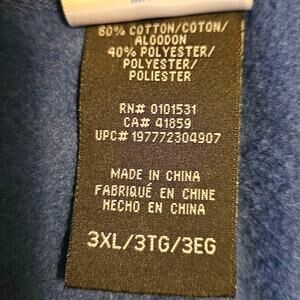 60% COTTON/COTON/
ALGODON
40% POLYESTER/
POLYESTER/
POLIESTER
RN# 0101531
CA# 41859
UPC# 197772304907
MADE IN CHINA
FABRIQUÉ EN CHINE
HECHO EN CHINA
3XL/3TG/3EG